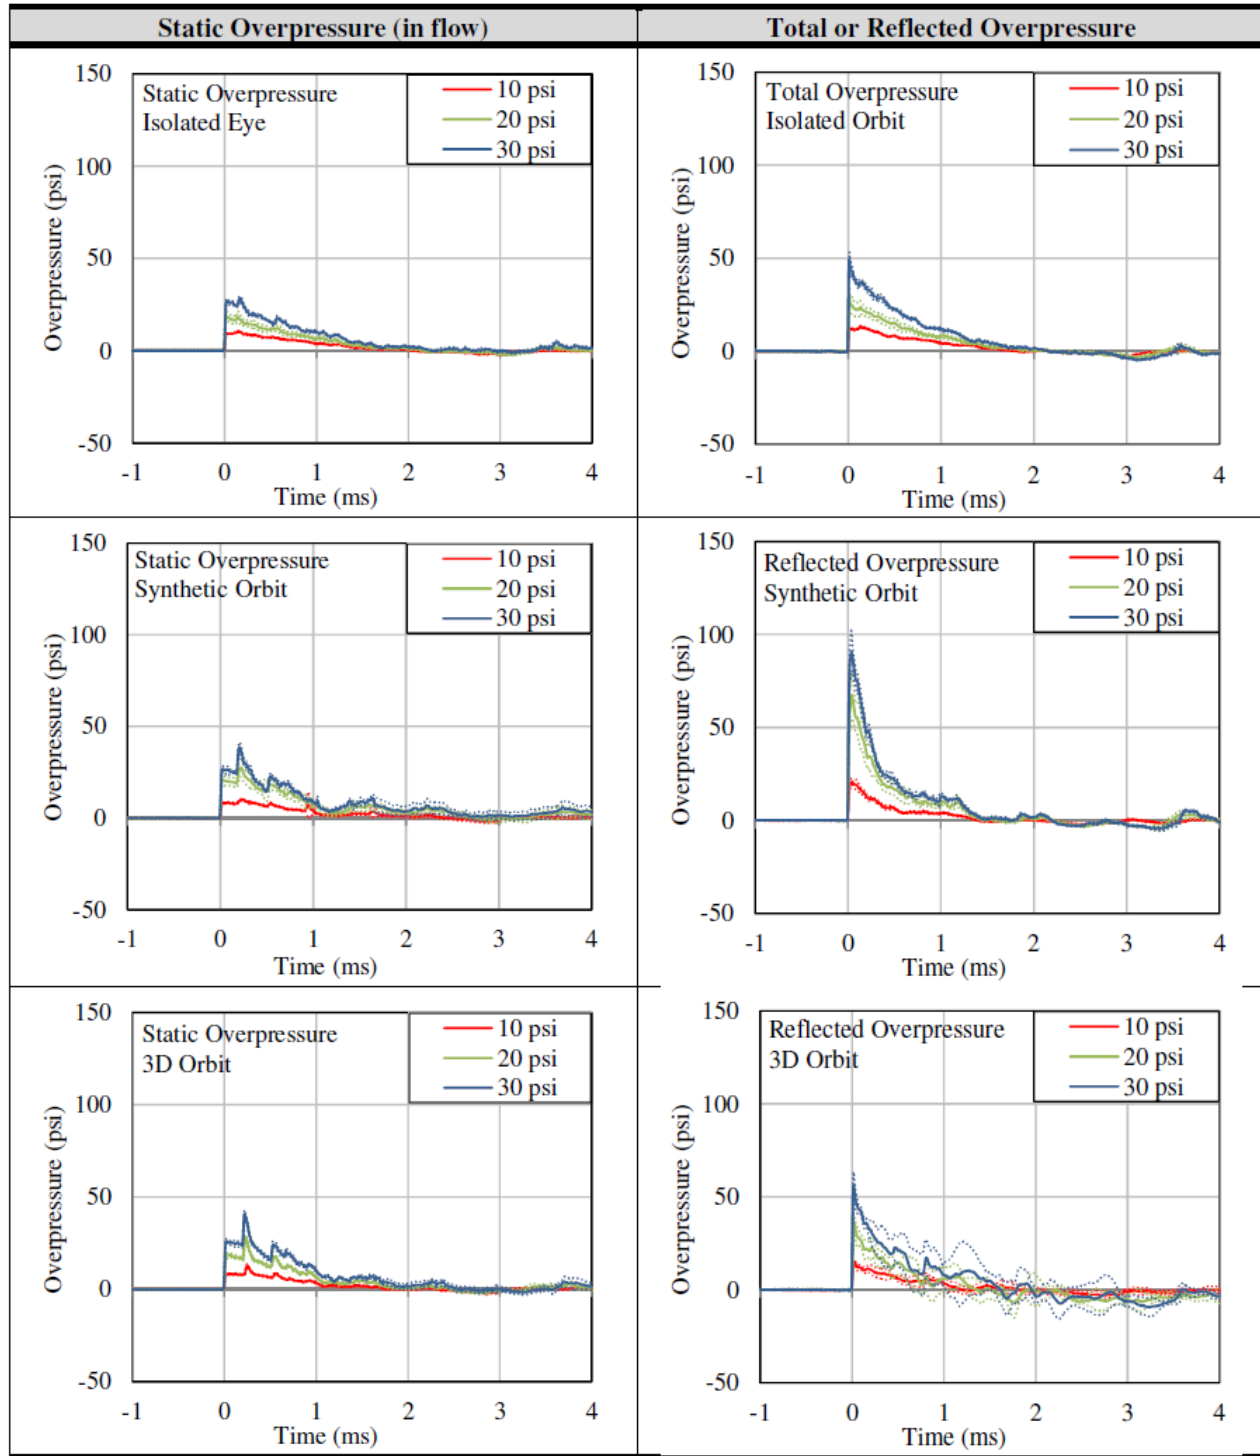 Static Overpressure (in flow)
Total or Reflected Overpressure
Static Overpressure
Isolated Eye
10 psi
20 psi
30 psi
150
100
50
0
-50
-1 0 1 2 3 4
Overpressure (psi)
Time (ms)
Total Overpressure
Isolated Orbit
10 psi
20 psi
30 psi
150
100
50
0
-50
-1 0 1 2 3 4
Overpressure (psi)
Time (ms)
Static Overpressure
Synthetic Orbit
10 psi
20 psi
30 psi
150
100
50
0
-50
-1 0 1 2 3 4
Overpressure (psi)
Time (ms)
Reflected Overpressure
Synthetic Orbit
10 psi
20 psi
30 psi
150
100
50
0
-50
-1 0 1 2 3 4
Overpressure (psi)
Time (ms)
Static Overpressure
3D Orbit
10 psi
20 psi
30 psi
150
100
50
0
-50
-1 0 1 2 3 4
Overpressure (psi)
Time (ms)
Reflected Overpressure
3D Orbit
10 psi
20 psi
30 psi
150
100
50
0
-50
-1 0 1 2 3 4
Overpressure (psi)
Time (ms)